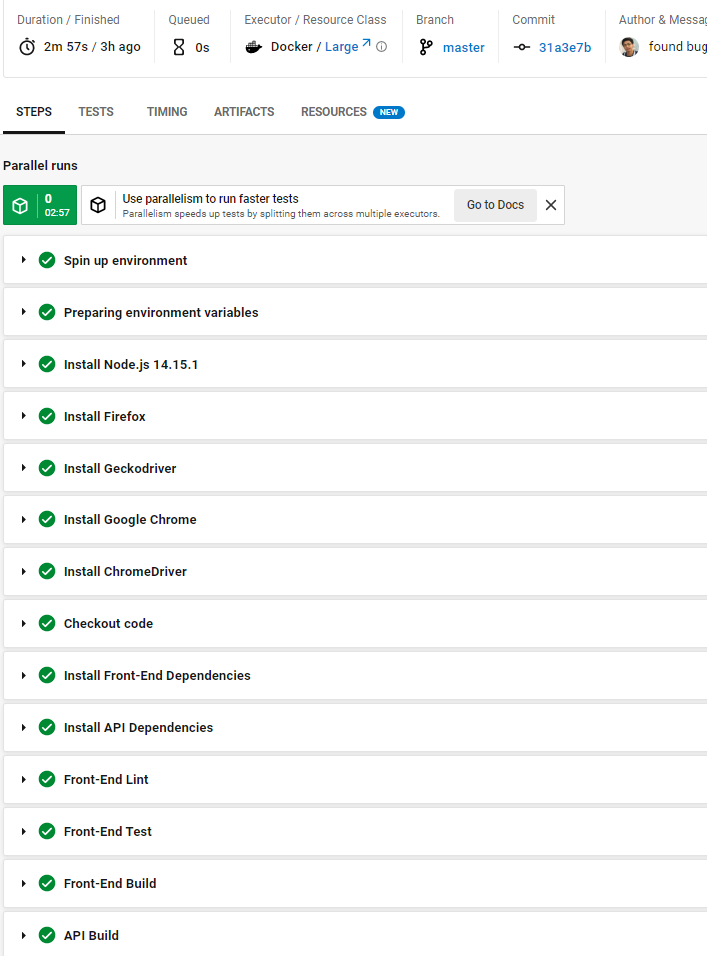 Duration / Finished
2m 57s / 3h ago
Queued
0s
Executor / Resource Class
Docker / Large
Branch
master
Commit
31a3e7b
Author & Messag
found bug
STEPS TESTS TIMING ARTIFACTS RESOURCES NEW
Parallel runs
0
02:57
Use parallelism to run faster tests
Parallelism speeds up tests by splitting them across multiple executors.
Go to Docs
Spin up environment
Preparing environment variables
Install Node.js 14.15.1
Install Firefox
Install Geckodriver
Install Google Chrome
Install ChromeDriver
Checkout code
Install Front-End Dependencies
Install API Dependencies
Front-End Lint
Front-End Test
Front-End Build
API Build